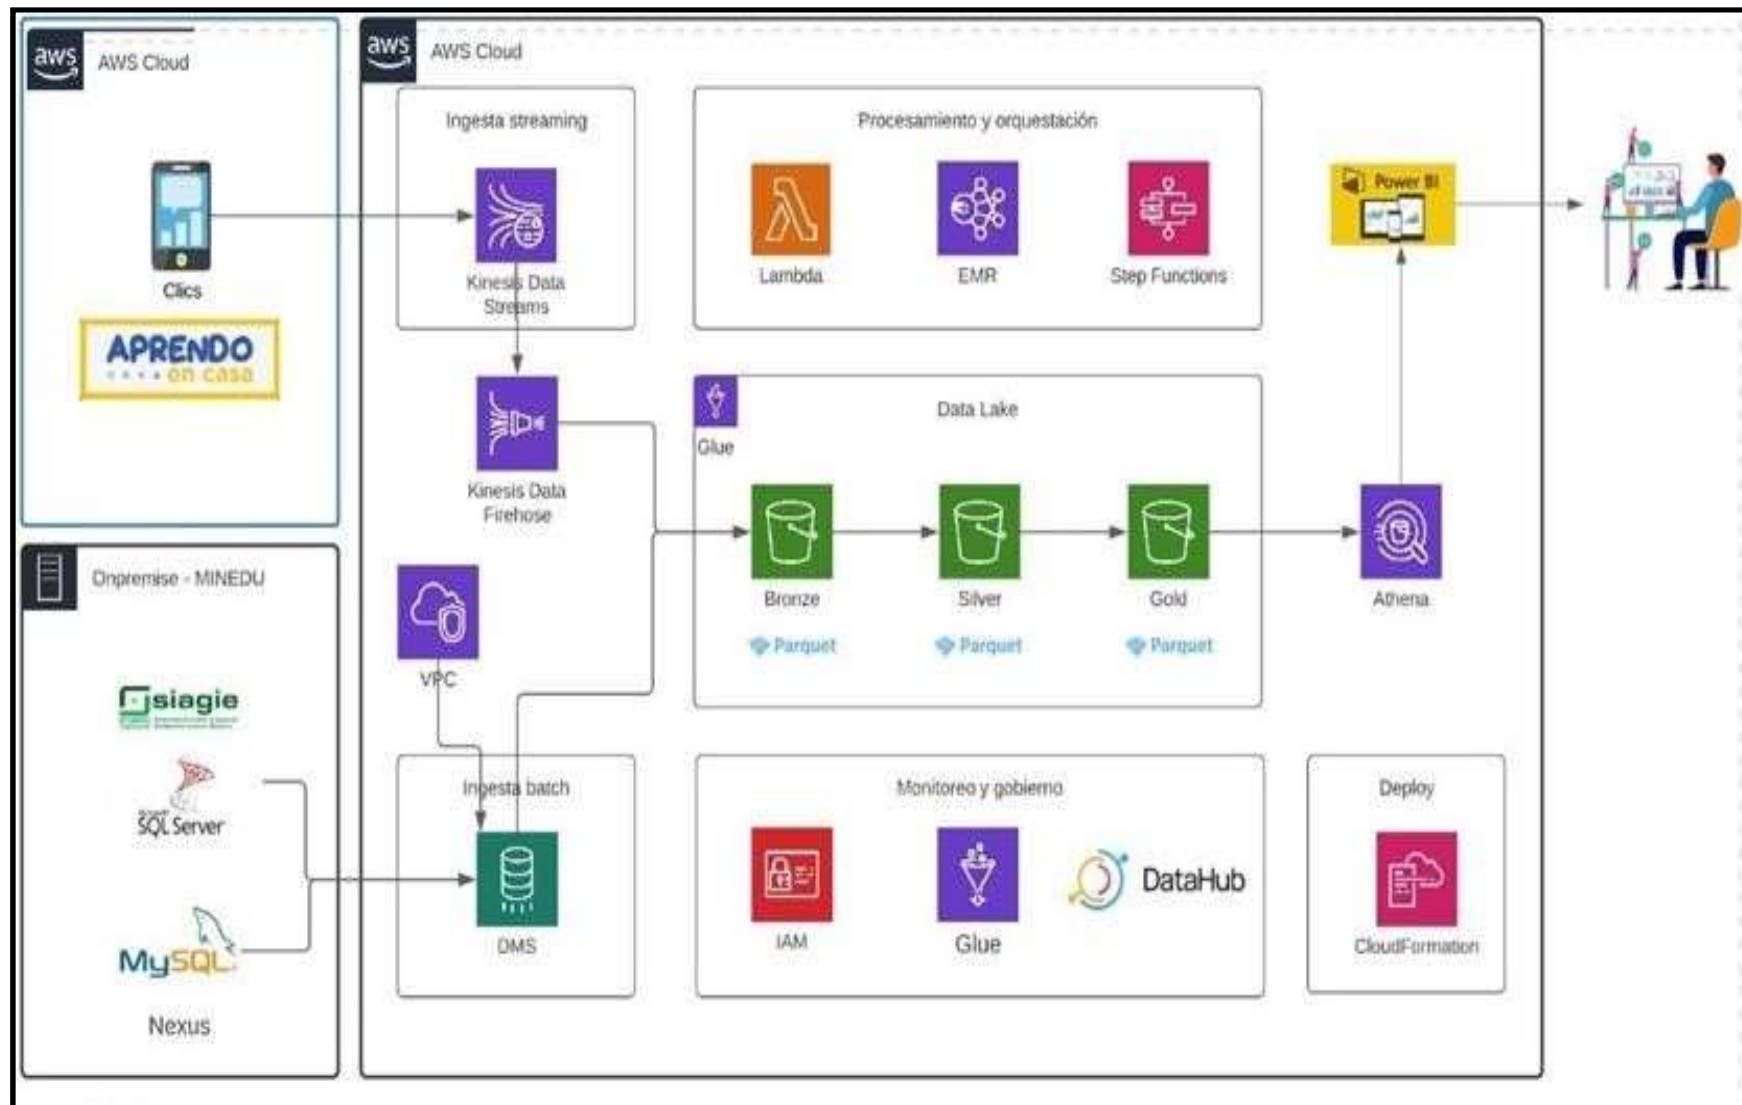 aws
AWS Cloud
Clics
APRENDO
en casa
Onpremise - MINEDU
siagie
SQL Server
MySQL
Nexus
aws
AWS Cloud
Ingesta streaming
Kinesis Data
Streams
Kinesis Data
Firehose
VPC
Ingesta batch
DMS
Procesamiento y orquestación
Lambda
EMR
Step Functions
Glue
Data Lake
Bronze
Silver
Gold
Parquet
Parquet
Parquet
Monitoreo y gobierno
IAM
Glue
DataHub
Power BI
Athena
Deploy
CloudFormation